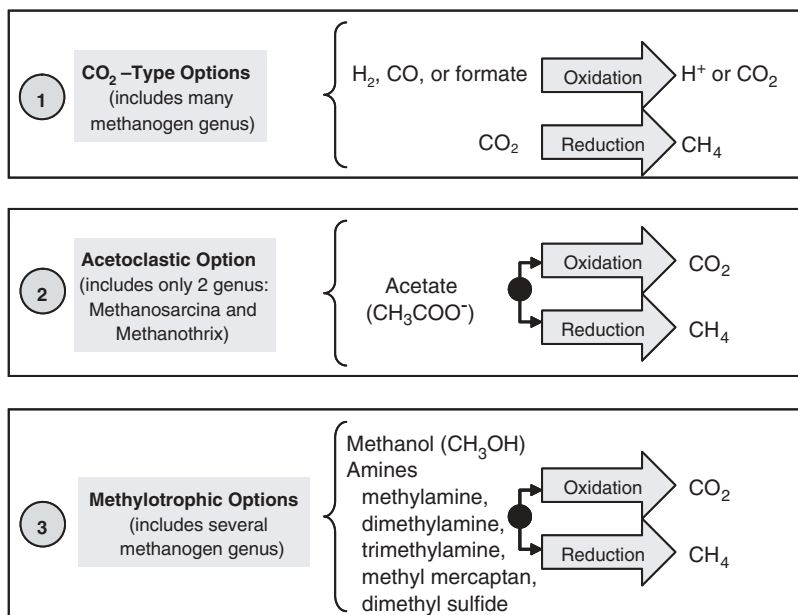 1
CO₂ –Type Options
(includes many
methanogen genus)
H₂, CO, or formate
Oxidation
H⁺ or CO₂
CO₂
Reduction
CH₄
2
Acetoclastic Option
(includes only 2 genus:
Methanosarcina and
Methanothrix)
Acetate
(CH₃COO⁻)
Oxidation
CO₂
Reduction
CH₄
3
Methylotrophic Options
(includes several
methanogen genus)
Methanol (CH₃OH)
Amines
methylamine,
dimethylamine,
trimethylamine,
methyl mercaptan,
dimethyl sulfide
Oxidation
CO₂
Reduction
CH₄